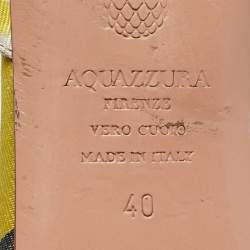 AQUAZZURA
FIRENZE
VERO CUOIO
MADE IN ITALY
40